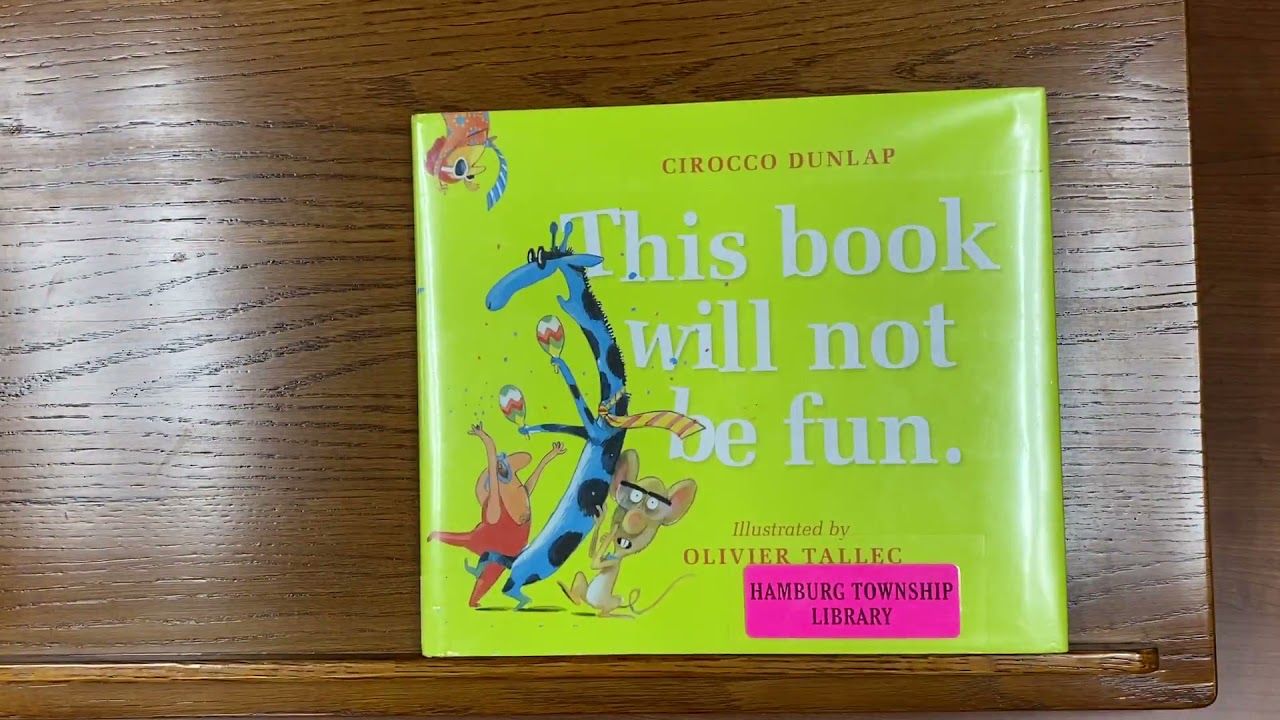 CIROCCO DUNLAP
This book
will not
be fun.
Illustrated by
OLIVIER TALLEC
HAMBURG TOWNSHIP
LIBRARY